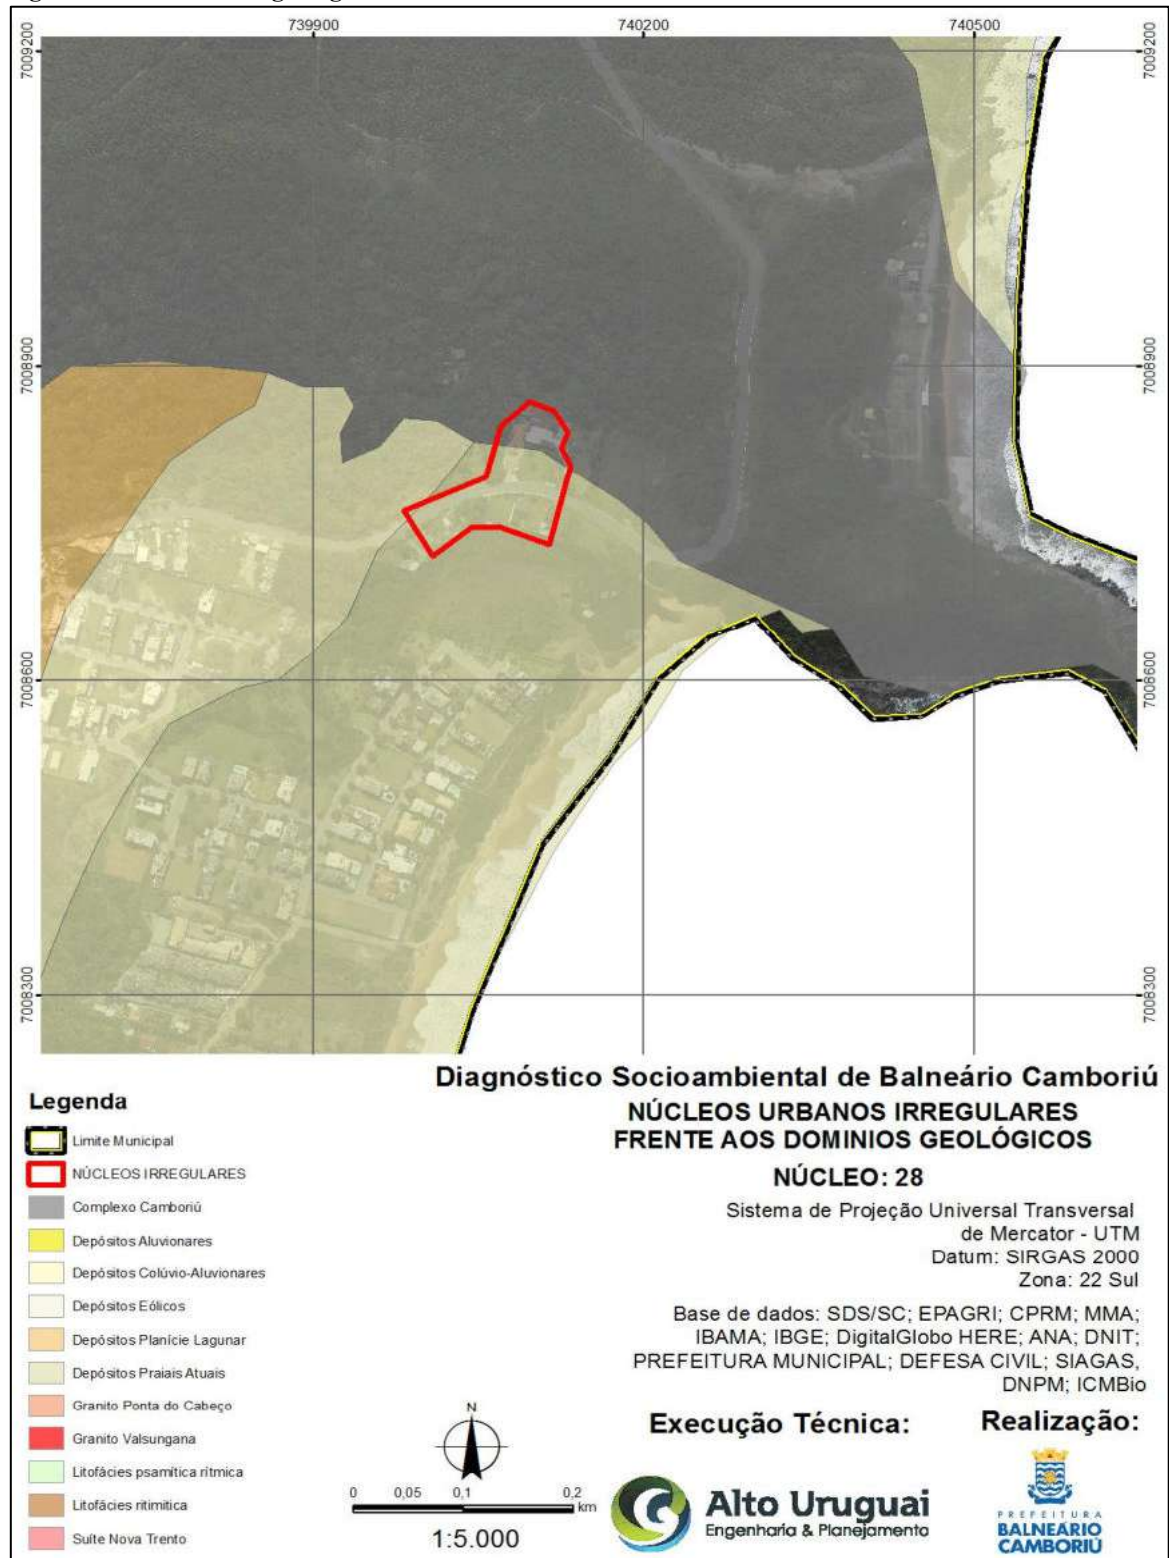 739900 740200 740500
7009200 7009200
7008900 7008900
7008600 7008600
7008300 7008300
Diagnóstico Socioambiental de Balneário Camboriú
NÚCLEOS URBANOS IRREGULARES
FRENTE AOS DOMINIOS GEOLÓGICOS
NÚCLEO: 28
Sistema de Projeção Universal Transversal
de Mercator - UTM
Datum: SIRGAS 2000
Zona: 22 Sul
Base de dados: SDS/SC; EPAGRI; CPRM; MMA;
IBAMA; IBGE; DigitalGlobo HERE; ANA; DNIT;
PREFEITURA MUNICIPAL; DEFESA CIVIL; SIAGAS,
DNPM; ICMBio
Legenda
Limite Municipal
NÚCLEOS IRREGULARES
Complexo Camboriú
Depósitos Aluvionares
Depósitos Colúvio-Aluvionares
Depósitos Eólicos
Depósitos Planície Lagunar
Depósitos Praiais Atuais
Granito Ponta do Cabeço
Granito Valsungana
Litofácies psamítica rítmica
Litofácies ritimitica
Suíte Nova Trento
N
0 0,05 0,1 0,2
km
1:5.000
Execução Técnica:
Alto Uruguai
Engenharia & Planejamento
Realização:
PREFEITURA
BALNEÁRIO
CAMBORIÚ